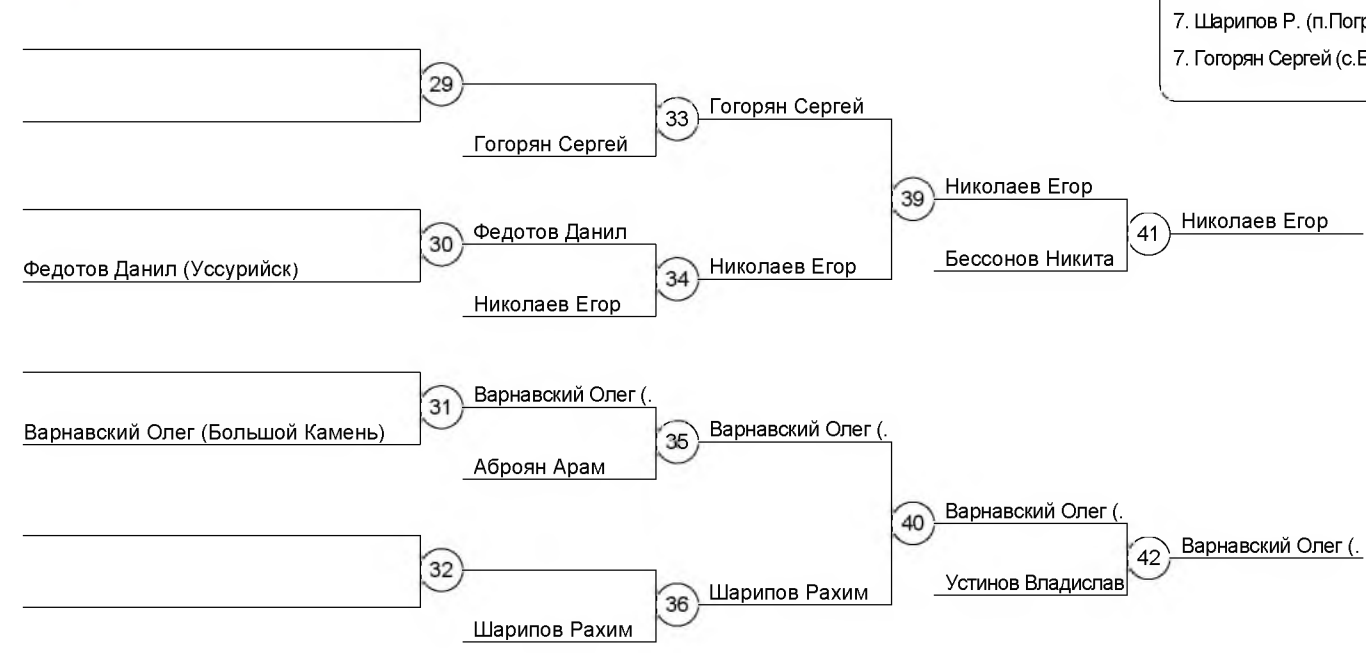 7. Шарипов Р. (п.Погр
7. Гогорян Сергей (с.
29
33
Гогорян Сергей
Гогорян Сергей
39
Николаев Егор
41
Николаев Егор
30
Федотов Данил
Федотов Данил (Уссурийск)
34
Николаев Егор
Бессонов Никита
Николаев Егор
31
Варнавский Олег (.
Варнавский Олег (Большой Камень)
35
Варнавский Олег (.
Аброян Арам
40
Варнавский Олег (.
42
Варнавский Олег (.
32
36
Шарипов Рахим
Устинов Владислав
Шарипов Рахим